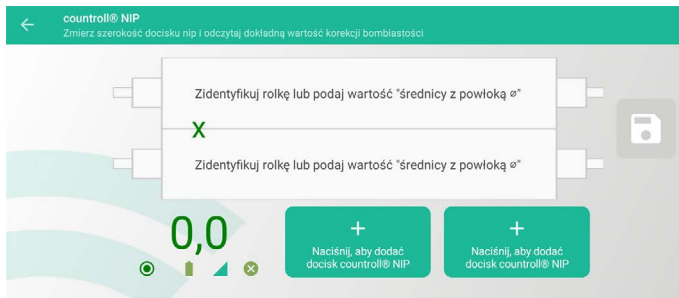 countroll® NIP
Zmierz szerokość docisku nip i odczytaj dokładną wartość korekcji bombiastości
Zidentyfikuj rolkę lub podaj wartość "średnicy z powłoką ⌀"
X
Zidentyfikuj rolkę lub podaj wartość "średnicy z powłoką ⌀"
0,0
+
Naciśnij, aby dodać
docisk countroll® NIP
+
Naciśnij, aby dodać
docisk countroll® NIP